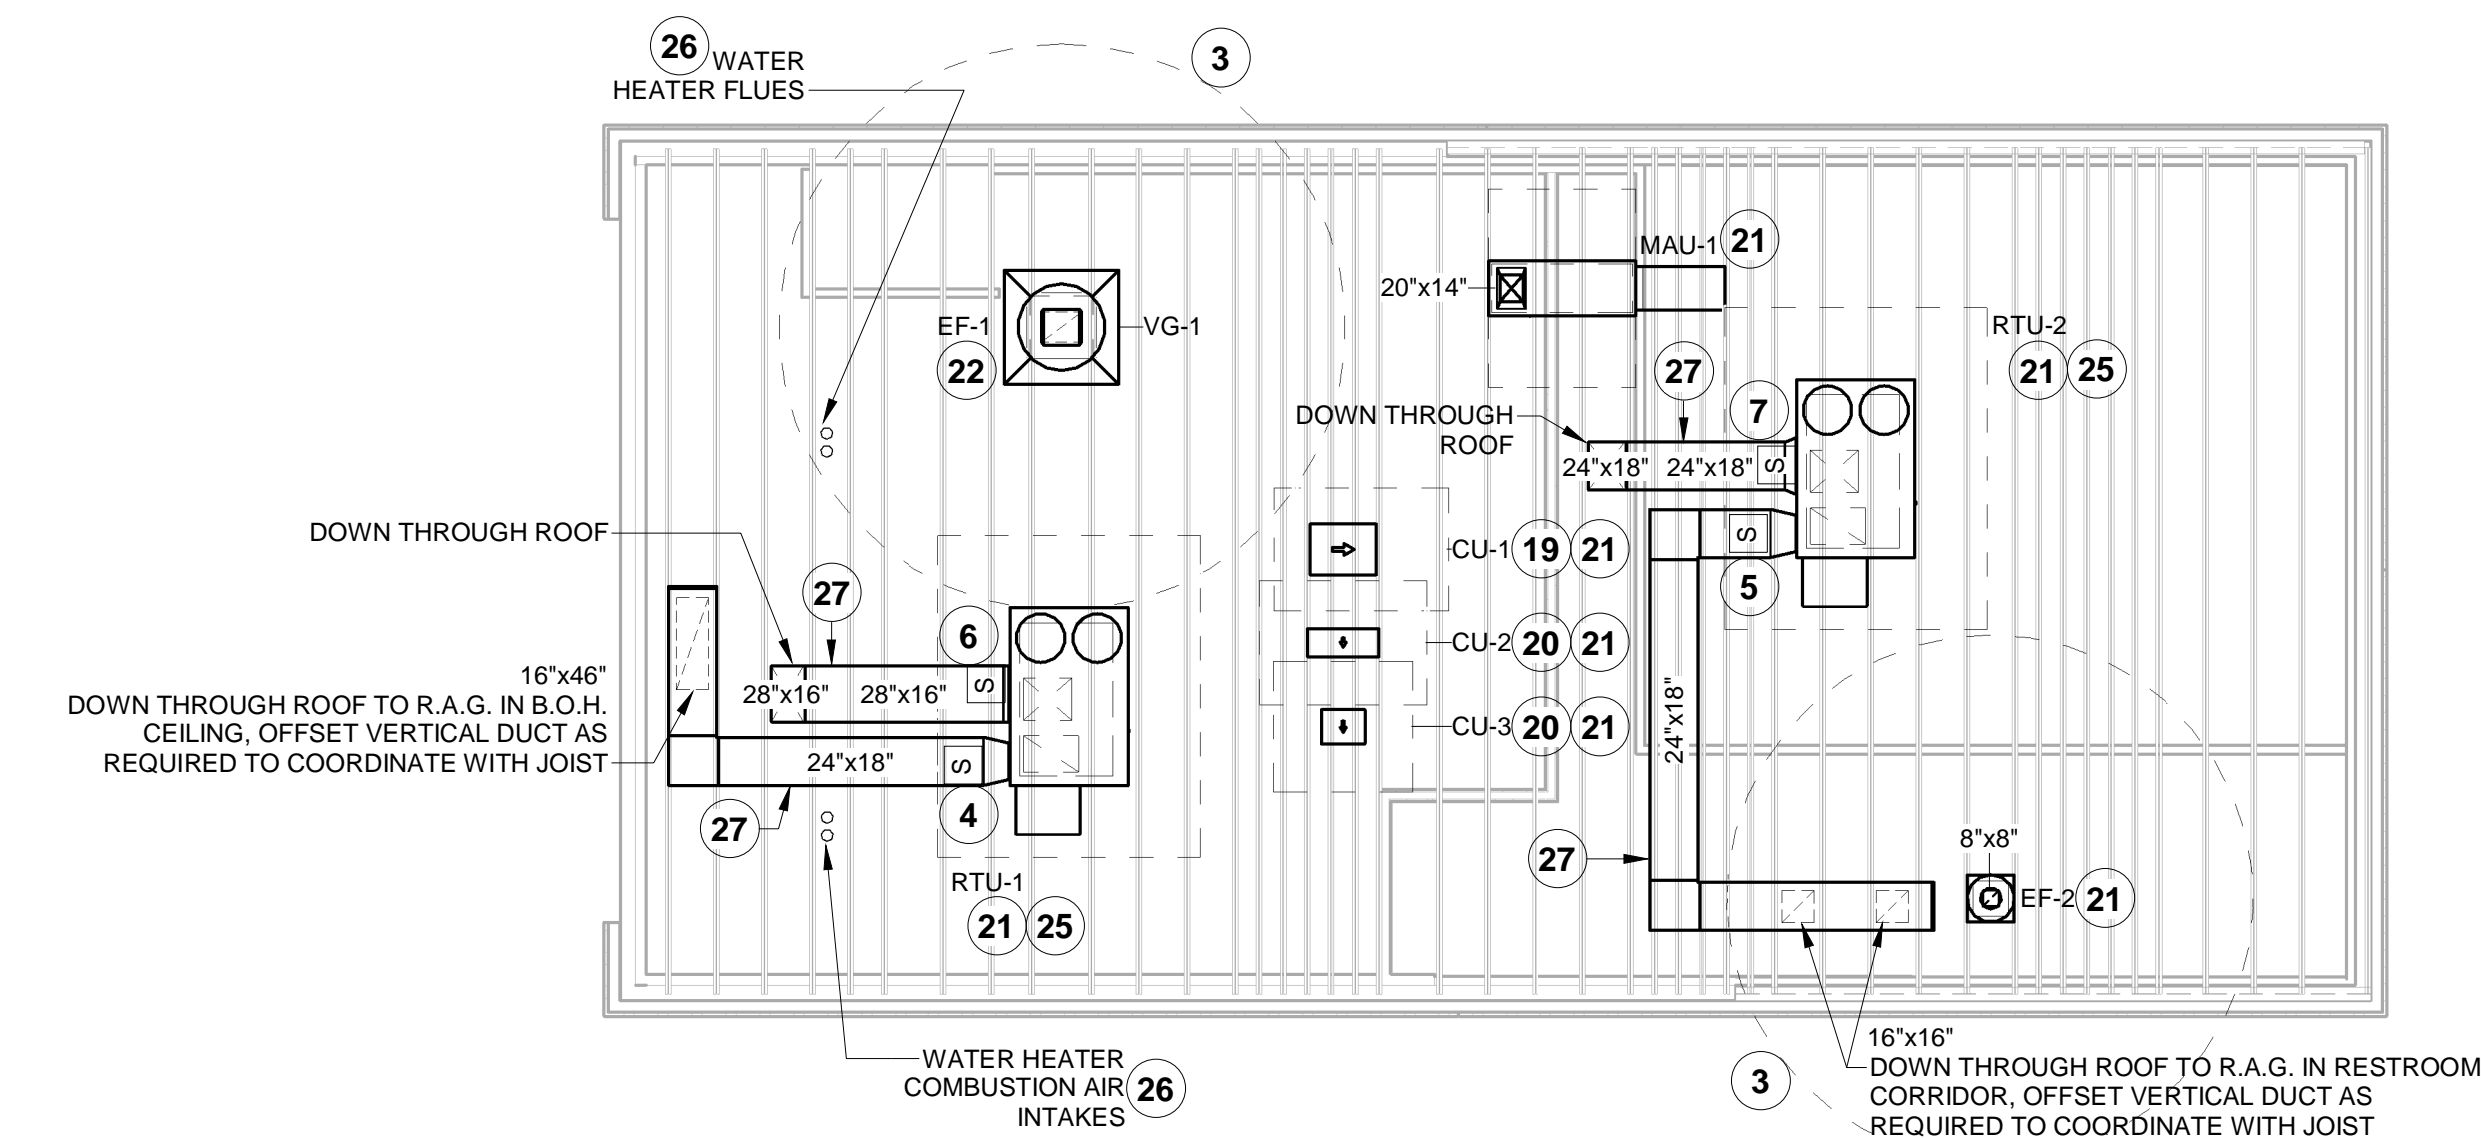 26 WATER
HEATER FLUES
3
MAU-1 21
20"x14"
EF-1
22
VG-1
RTU-2
21 25
27
7
DOWN THROUGH
ROOF
24"x18" 24"x18" S
S
5
DOWN THROUGH ROOF
27
6
CU-1 19 21
CU-2 20 21
CU-3 20 21
28"x16" 28"x16" S
24"x18" S
24"x18"
16"x46"
DOWN THROUGH ROOF TO R.A.G. IN B.O.H.
CEILING, OFFSET VERTICAL DUCT AS
REQUIRED TO COORDINATE WITH JOIST
27
4
27
8"x8"
EF-2 21
RTU-1
21 25
WATER HEATER
COMBUSTION AIR
INTAKES
26
3
16"x16"
DOWN THROUGH ROOF TO R.A.G. IN RESTROOM
CORRIDOR, OFFSET VERTICAL DUCT AS
REQUIRED TO COORDINATE WITH JOIST